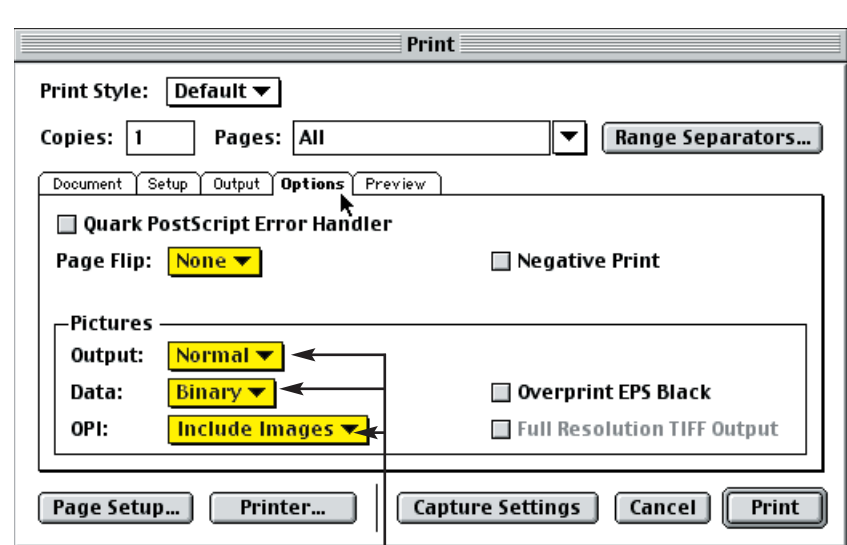 Print
Print Style: Default
Copies: 1 Pages: All Range Separators...
Document Setup Output Options Preview
Quark PostScript Error Handler
Page Flip: None Negative Print
Pictures
Output: Normal
Data: Binary Overprint EPS Black
OPI: Include Images Full Resolution TIFF Output
Page Setup... Printer... Capture Settings Cancel Print